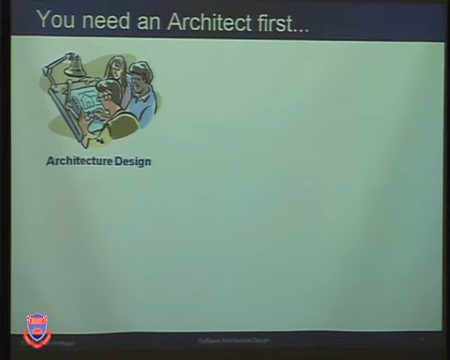 You need an Architect first...
Architecture Design
Software Architecture Design